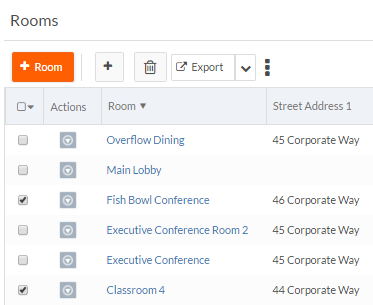 Rooms
+ Room + Export
Actions Room ▼ Street Address 1
Overflow Dining 45 Corporate Way
Main Lobby
Fish Bowl Conference 46 Corporate Way
Executive Conference Room 2 45 Corporate Way
Executive Conference 45 Corporate Way
Classroom 4 44 Corporate Way